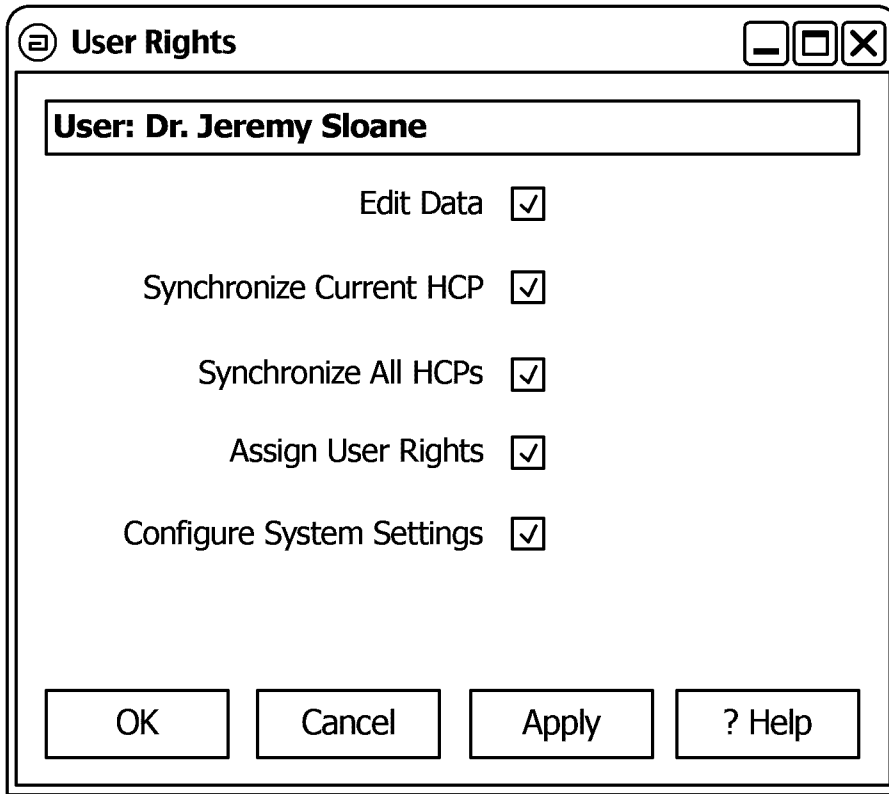 User Rights
User: Dr. Jeremy Sloane
Edit Data
Synchronize Current HCP
Synchronize All HCPs
Assign User Rights
Configure System Settings
OK Cancel Apply ? Help